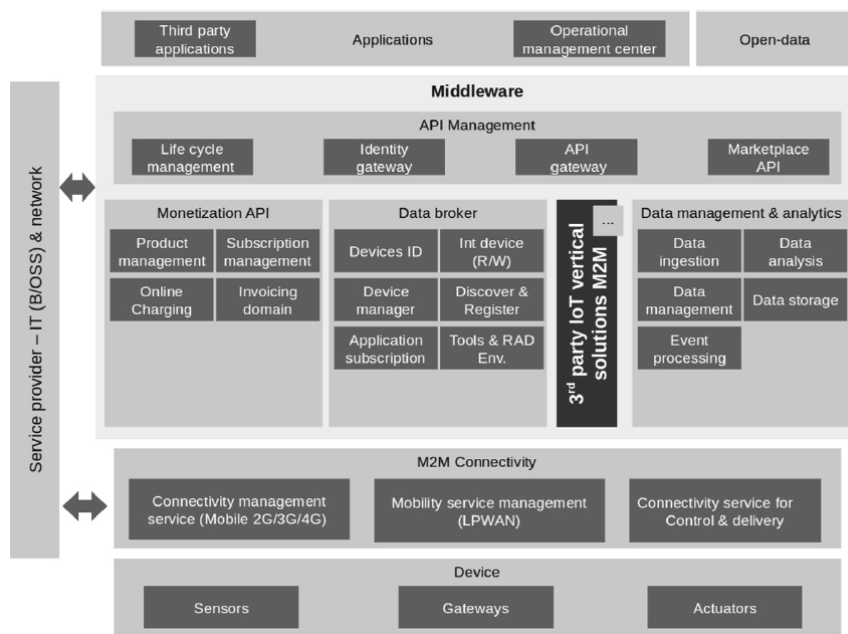 Third party
applications
Applications
Operational
management center
Open-data
Service provider – IT (B/OSS) & network
Middleware
API Management
Life cycle
management
Identity
gateway
API
gateway
Marketplace
API
Monetization API
Product
management
Subscription
management
Online
Charging
Invoicing
domain
Data broker
Devices ID
Int device
(R/W)
Device
manager
Discover &
Register
Application
subscription
Tools & RAD
Env.
...
3rd party IoT vertical
solutions M2M
Data management & analytics
Data
ingestion
Data
analysis
Data
management
Data storage
Event
processing
M2M Connectivity
Connectivity management
service (Mobile 2G/3G/4G)
Mobility service management
(LPWAN)
Connectivity service for
Control & delivery
Device
Sensors
Gateways
Actuators